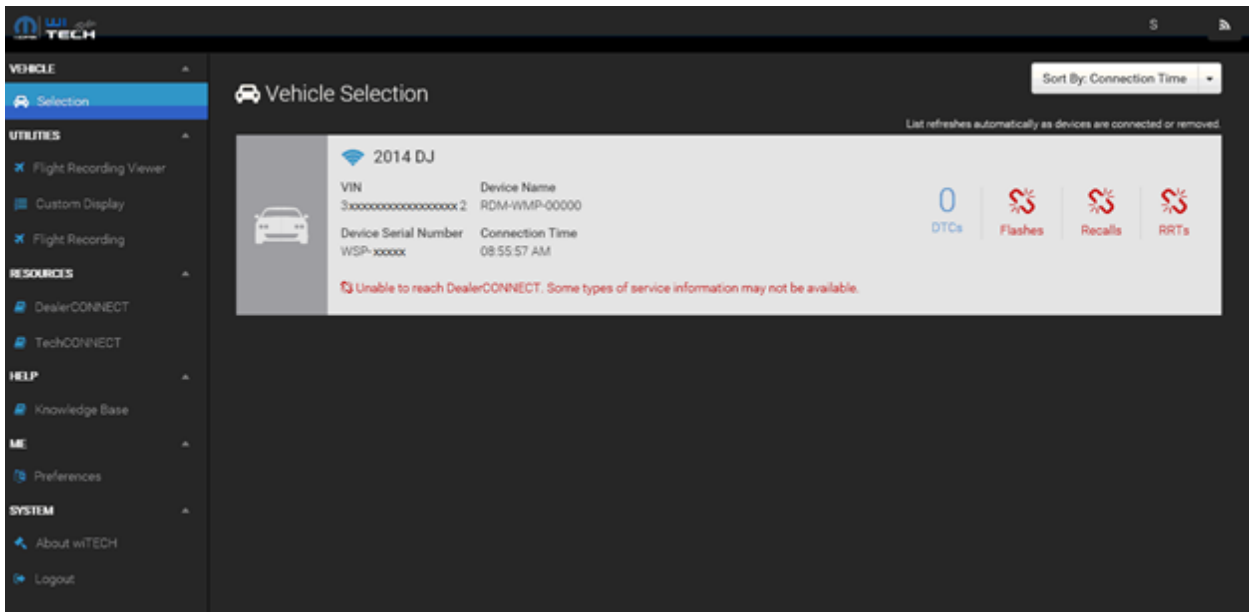 WI
TECH
S
VEHICLE
Selection
UTILITIES
Flight Recording Viewer
Custom Display
Flight Recording
RESOURCES
DealerCONNECT
TechCONNECT
HELP
Knowledge Base
ME
Preferences
SYSTEM
About wiTECH
Logout
Vehicle Selection
Sort By: Connection Time
List refreshes automatically as devices are connected or removed.
2014 DJ
VIN Device Name
3xxxxxxxxxxxxxxxxxx2 RDM-WMP-00000
Device Serial Number Connection Time
WSP-xxxxx 08:55:57 AM
0
DTCs Flashes Recalls RRTs
Unable to reach DealerCONNECT. Some types of service information may not be available.